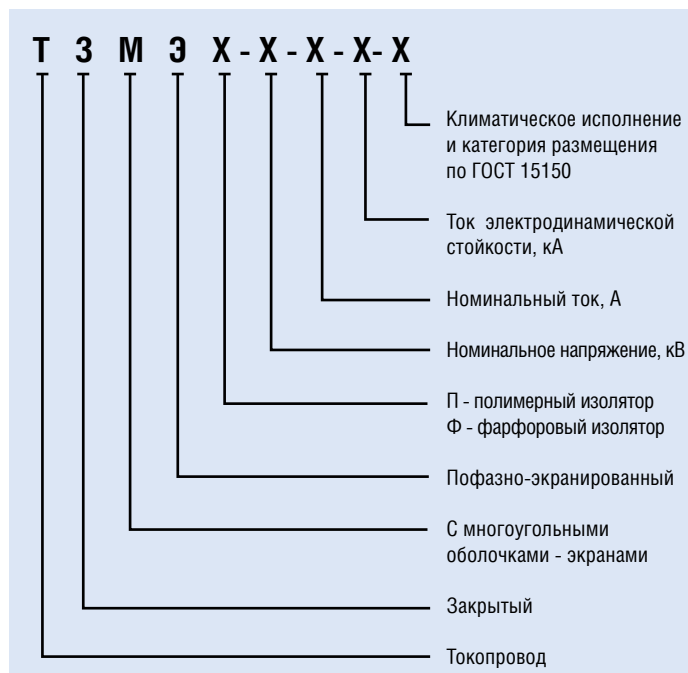 Т З М Э Х - Х - Х - Х- Х
Климатическое исполнение
и категория размещения
по ГОСТ 15150
Ток электродинамической
стойкости, кА
Номинальный ток, А
Номинальное напряжение, кВ
П - полимерный изолятор
Ф - фарфоровый изолятор
Пофазно-экранированный
С многоугольными
оболочками - экранами
Закрытый
Токопровод